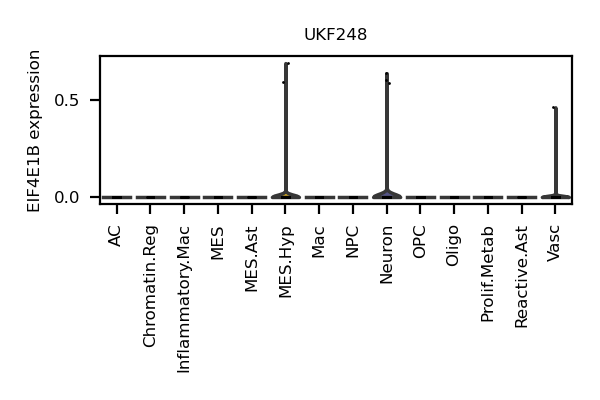 UKF248
EIF4E1B expression
0.5
0.0
AC
Chromatin.Reg
Inflammatory.Mac
MES
MES.Ast
MES.Hyp
Mac
NPC
Neuron
OPC
Oligo
Prolif.Metab
Reactive.Ast
Vasc